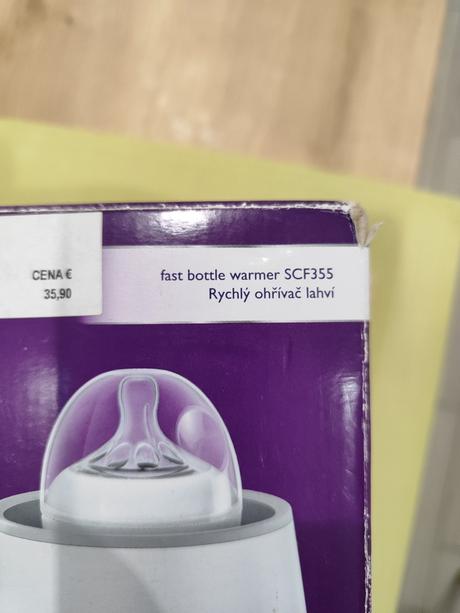 CENA €
35,90
fast bottle warmer SCF355
Rychlý ohřívač lahví